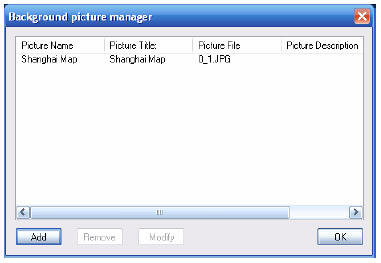 Background picture manager
Picture Name Picture Title: Picture File Picture Description
Shanghai Map Shanghai Map 0_1.JPG
Add Remove Modify OK